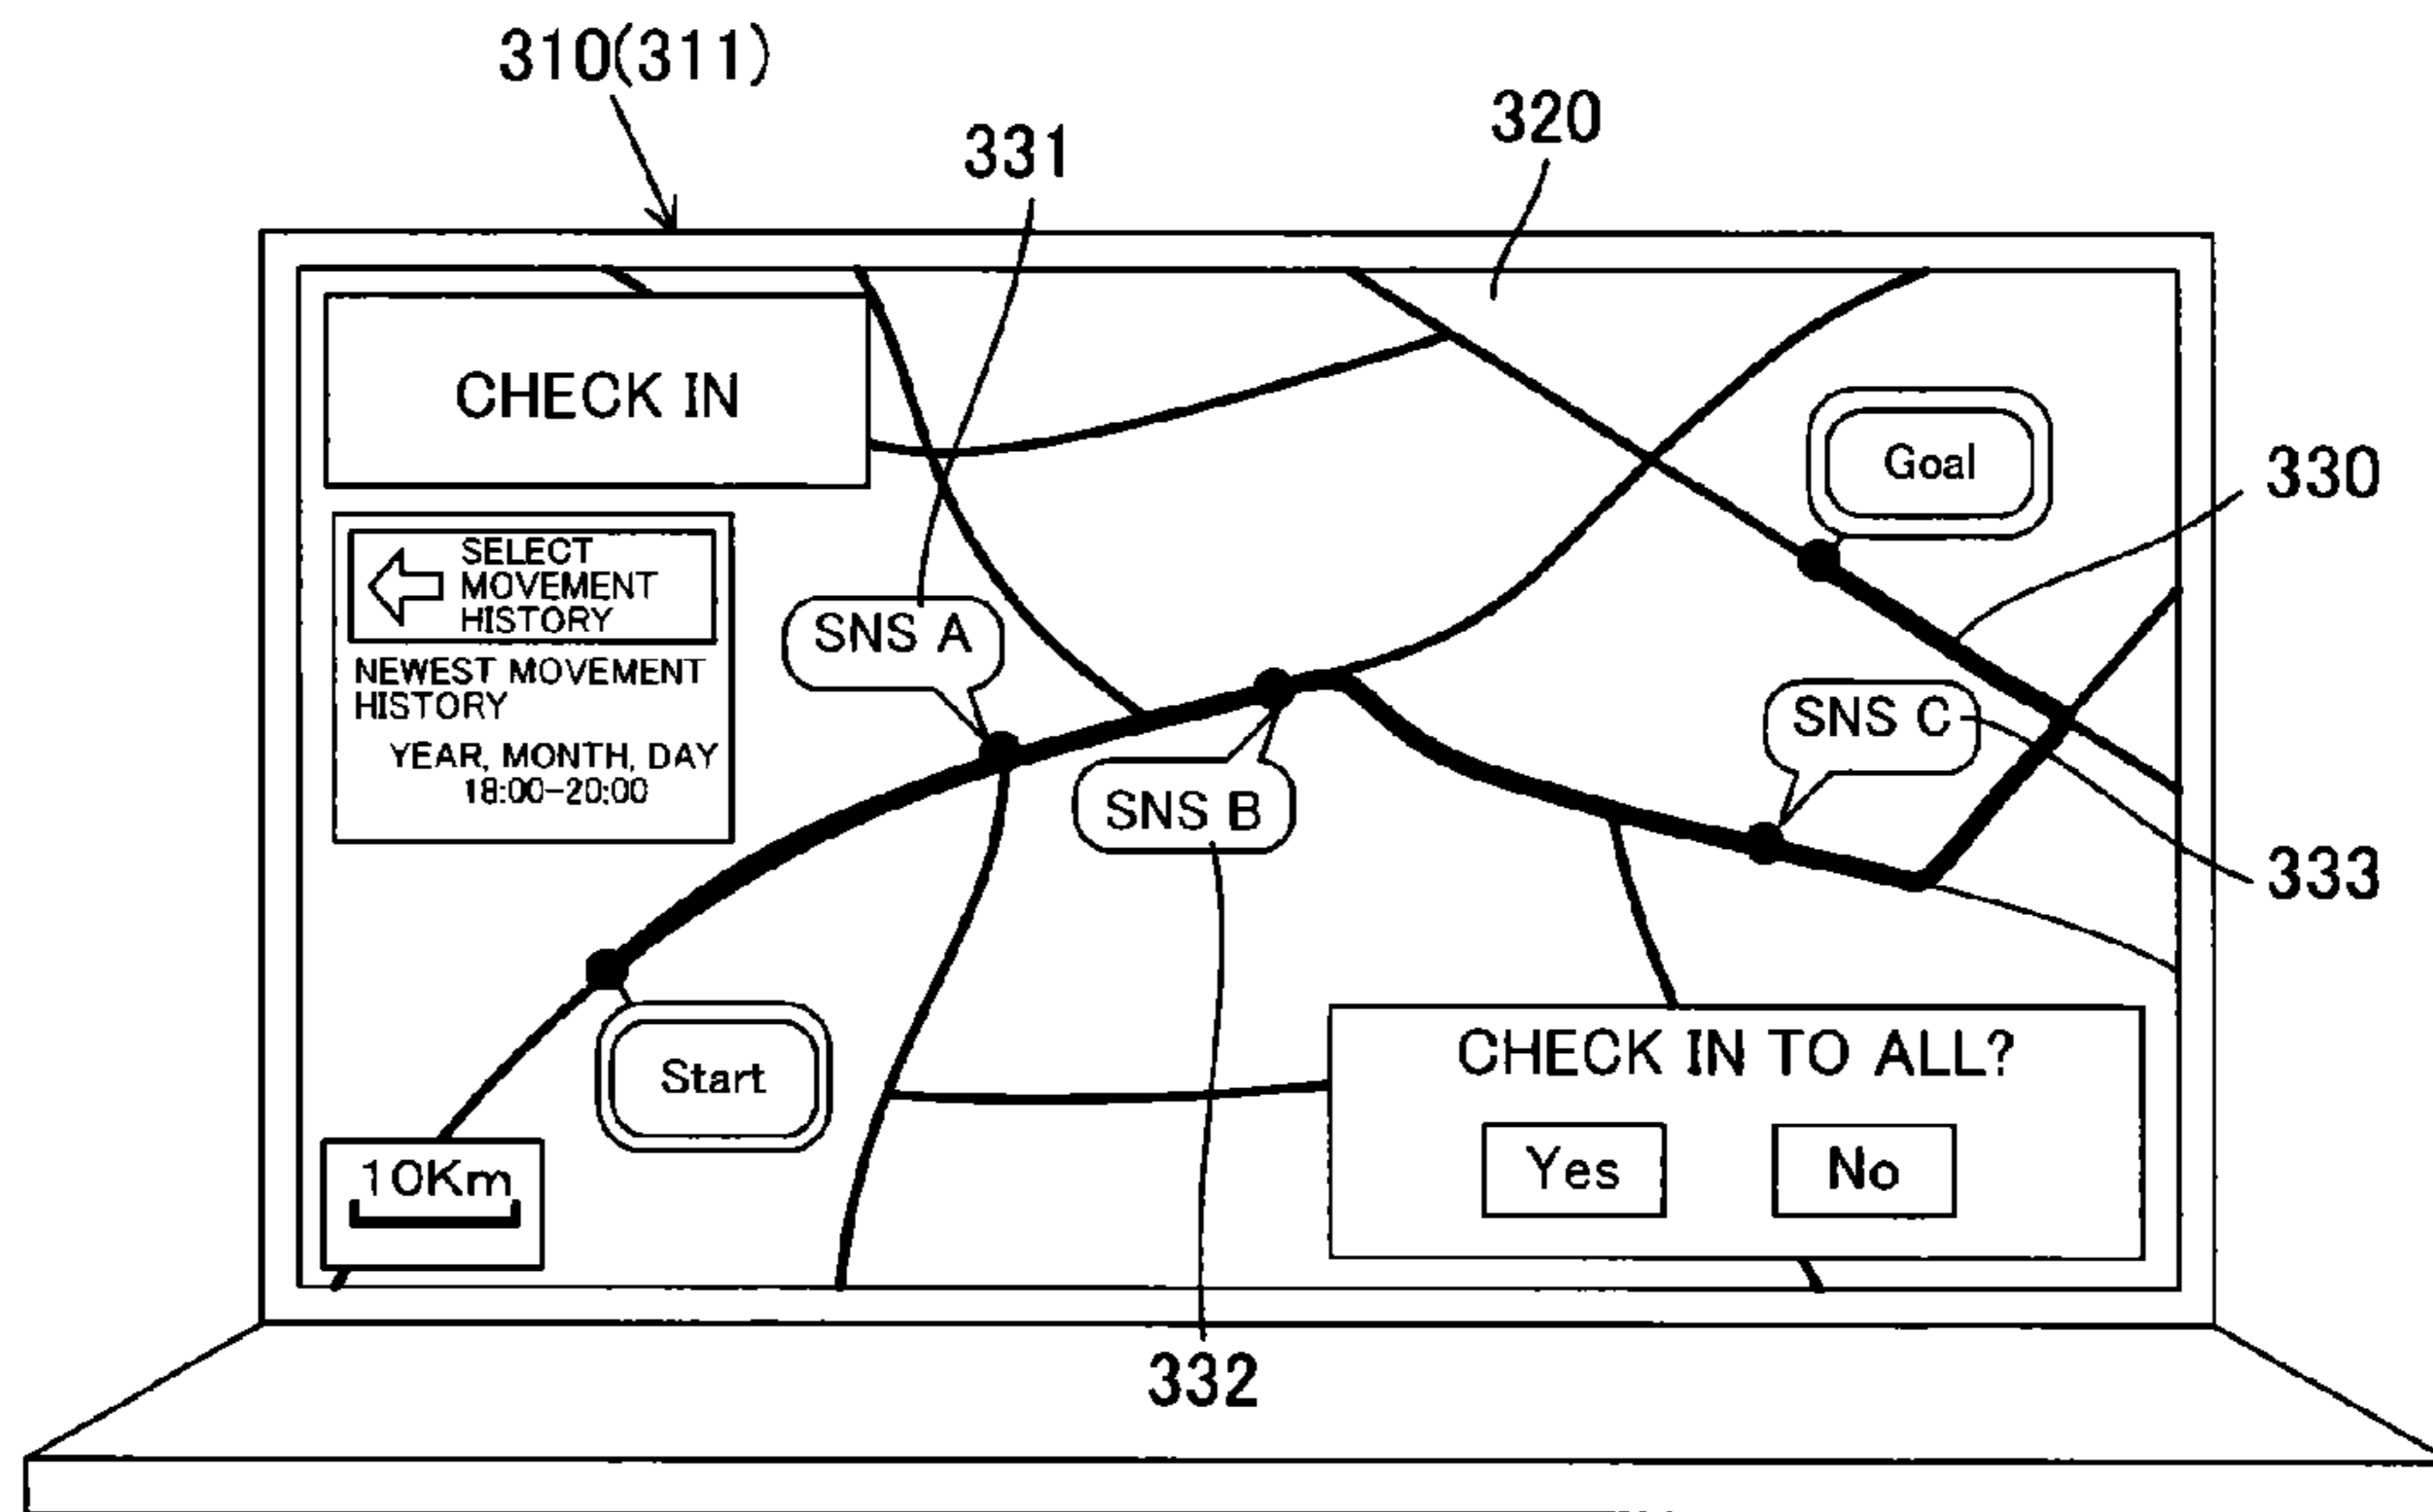 310(311)
331
320
CHECK IN
Goal
330
SELECT
MOVEMENT
HISTORY
SNS A
NEWEST MOVEMENT
HISTORY
SNS C
YEAR, MONTH, DAY
18:00-20:00
SNS B
333
Start
CHECK IN TO ALL?
Yes No
10Km
332